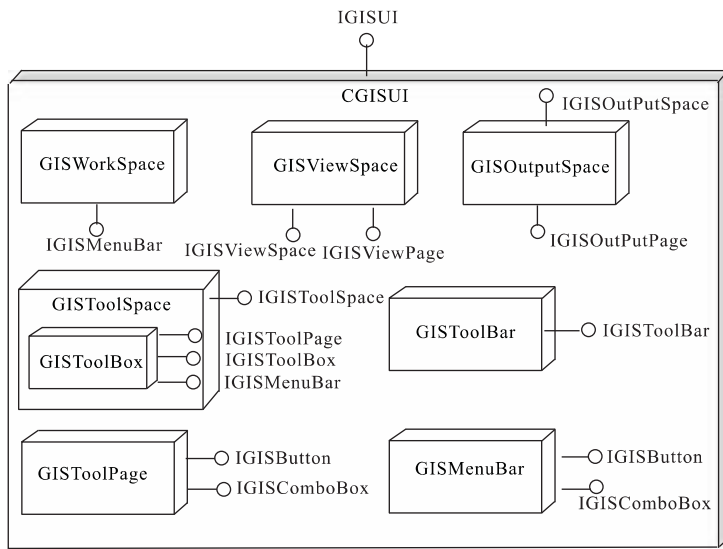 IGISUI
CGISUI
IGISOutPutSpace
GISWorkSpace
GISViewSpace
GISOutputSpace
IGISMenuBar
IGISViewSpace
IGISViewPage
IGISOutPutPage
GISToolSpace
IGISToolSpace
GISToolBox
IGISToolPage
IGISToolBox
IGISMenuBar
GISToolBar
IGISToolBar
GISToolPage
IGISButton
IGISComboBox
GISMenuBar
IGISButton
IGISComboBox